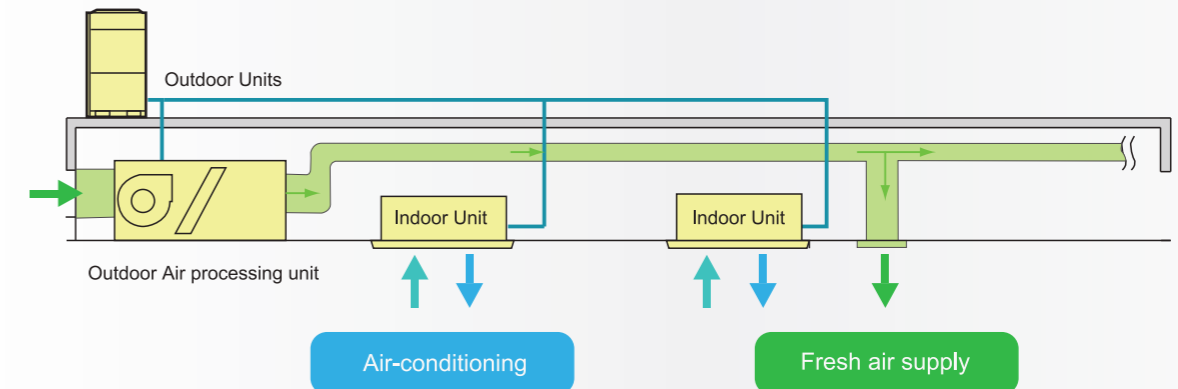 Outdoor Units
Indoor Unit
Indoor Unit
Outdoor Air processing unit
Air-conditioning
Fresh air supply